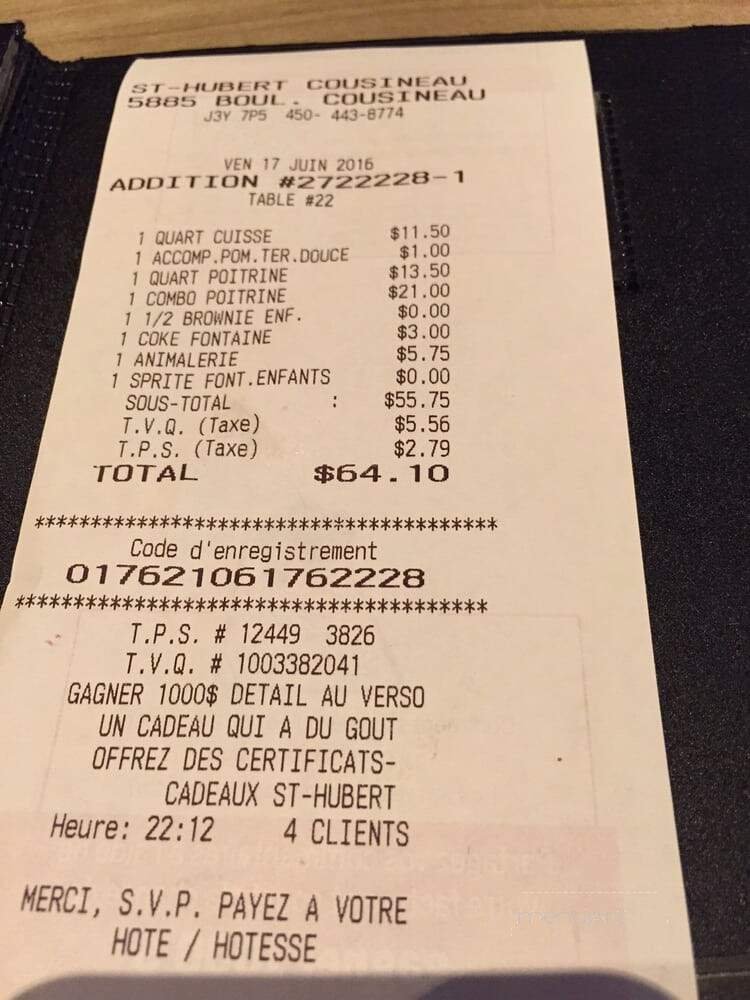 ST-HUBERT COUSINEAU
5885 BOUL. COUSINEAU
J3Y 7P5 450- 443-8774
VEN 17 JUIN 2016
ADDITION #2722228-1
TABLE #22
1 QUART CUISSE $11.50
1 ACCOMP.POM.TER.DOUCE $1.00
1 QUART POITRINE $13.50
1 COMBO POITRINE $21.00
1 1/2 BROWNIE ENF. $0.00
1 COKE FONTAINE $3.00
1 ANIMALERIE $5.75
1 SPRITE FONT.ENFANTS $0.00
SOUS-TOTAL : $55.75
T.V.Q. (Taxe) $5.56
T.P.S. (Taxe) $2.79
TOTAL $64.10
****************************************
Code d'enregistrement
017621061762228
****************************************
T.P.S. # 12449 3826
T.V.Q. # 1003382041
GAGNER 1000$ DETAIL AU VERSO
UN CADEAU QUI A DU GOUT
OFFREZ DES CERTIFICATS-
CADEAUX ST-HUBERT
Heure: 22:12 4 CLIENTS
MERCI, S.V.P. PAYEZ A VOTRE
HOTE / HOTESSE